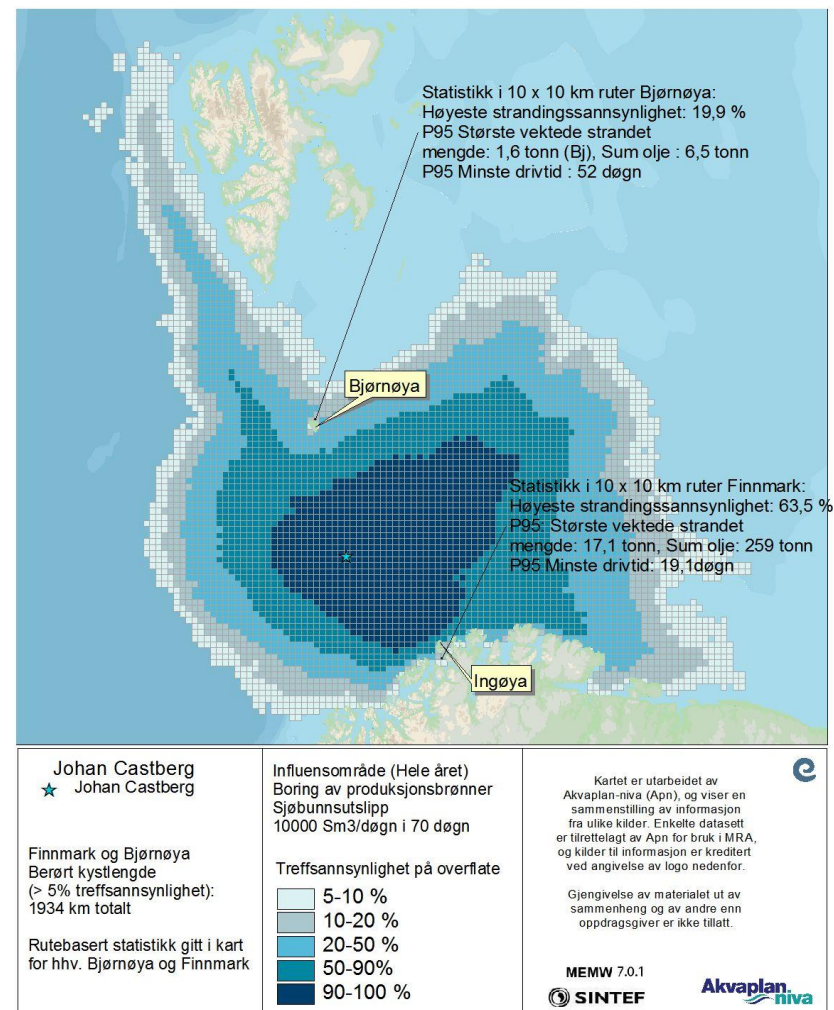 Statistikk i 10 x 10 km ruter Bjørnøya:
Høyeste strandingssannsynlighet: 19,9 %
P95 Største vektede strandet
mengde: 1,6 tonn (Bj), Sum olje : 6,5 tonn
P95 Minste drivtid : 52 døgn
Bjørnøya
Statistikk i 10 x 10 km ruter Finnmark:
Høyeste strandingssannsynlighet: 63,5 %
P95: Største vektede strandet
mengde: 17,1 tonn, Sum olje: 259 tonn
P95 Minste drivtid: 19,1døgn
Ingøya
Johan Castberg
Johan Castberg
Finnmark og Bjørnøya
Berørt kystlengde
(> 5% treffsannsynlighet):
1934 km totalt
Rutebasert statistikk gitt i kart
for hhv. Bjørnøya og Finnmark
Influensområde (Hele året)
Boring av produksjonsbrønner
Sjøbunnsutslipp
10000 Sm3/døgn i 70 døgn
Treffsannsynlighet på overflate
5-10 %
10-20 %
20-50 %
50-90%
90-100 %
Kartet er utarbeidet av
Akvaplan-niva (Apn), og viser en
sammenstilling av informasjon
fra ulike kilder. Enkelte datasett
er tilrettelagt av Apn for bruk i MRA,
og kilder til informasjon er kreditert
ved angivelse av logo nedenfor.
Gjengivelse av materialet ut av
sammenheng og av andre enn
oppdragsgiver er ikke tillatt.
MEMW 7.0.1
SINTEF
Akvaplan
niva